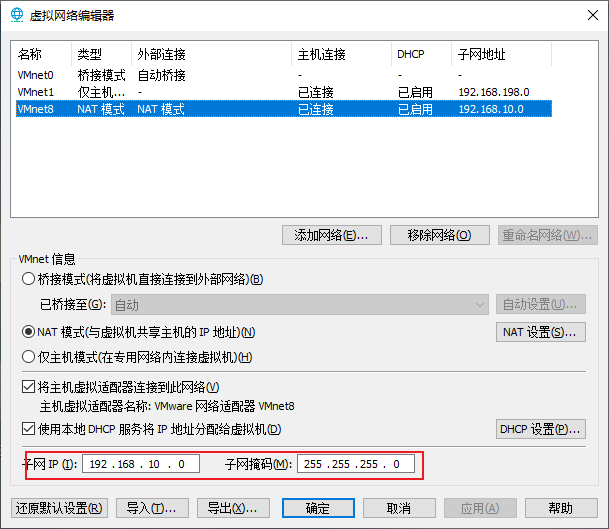 虚拟网络编辑器
名称 类型 外部连接 主机连接 DHCP 子网地址
VMnet0 桥接模式 自动桥接 - - -
VMnet1 仅主机... - 已连接 已启用 192.168.198.0
VMnet8 NAT 模式 NAT 模式 已连接 已启用 192.168.10.0
添加网络(E)... 移除网络(O) 重命名网络(W)...
VMnet 信息
桥接模式(将虚拟机直接连接到外部网络)(B)
已桥接至(G): 自动 自动设置(U)...
NAT 模式(与虚拟机共享主机的 IP 地址)(N) NAT 设置(S)...
仅主机模式(在专用网络内连接虚拟机)(H)
将主机虚拟适配器连接到此网络(V)
主机虚拟适配器名称: VMware 网络适配器 VMnet8
使用本地 DHCP 服务将 IP 地址分配给虚拟机(D) DHCP 设置(P)...
子网 IP (I): 192 .168 . 10 . 0 子网掩码(M): 255 .255 .255 . 0
还原默认设置(R) 导入(T)... 导出(X)... 确定 取消 应用(A) 帮助